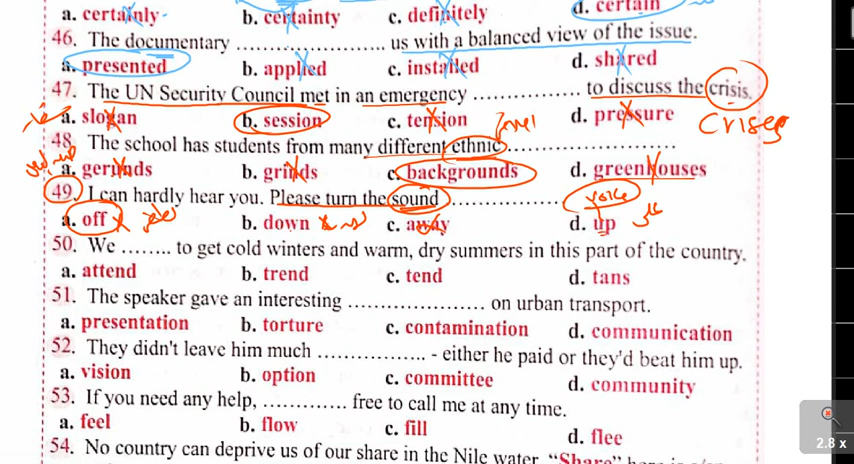 a. certainly b. certainty c. definitely d. certain
46. The documentary .................... us with a balanced view of the issue.
a. presented b. applied c. installed d. shared
47. The UN Security Council met in an emergency ............... to discuss the crisis.
a. slogan b. session c. tension d. pressure
Crises
48. The school has students from many different ethnic.......................
a. gerunds b. grinds c. backgrounds d. greenhouses
49. I can hardly hear you. Please turn the sound ...............
voice
a. off b. down c. away d. up
50. We ........ to get cold winters and warm, dry summers in this part of the country.
a. attend b. trend c. tend d. tans
51. The speaker gave an interesting .................... on urban transport.
a. presentation b. torture c. contamination d. communication
52. They didn't leave him much ................ - either he paid or they'd beat him up.
a. vision b. option c. committee d. community
53. If you need any help, ............. free to call me at any time.
a. feel b. flow c. fill d. flee
54. No country can deprive us of our share in the Nile water. "Share" here is
2.8 x